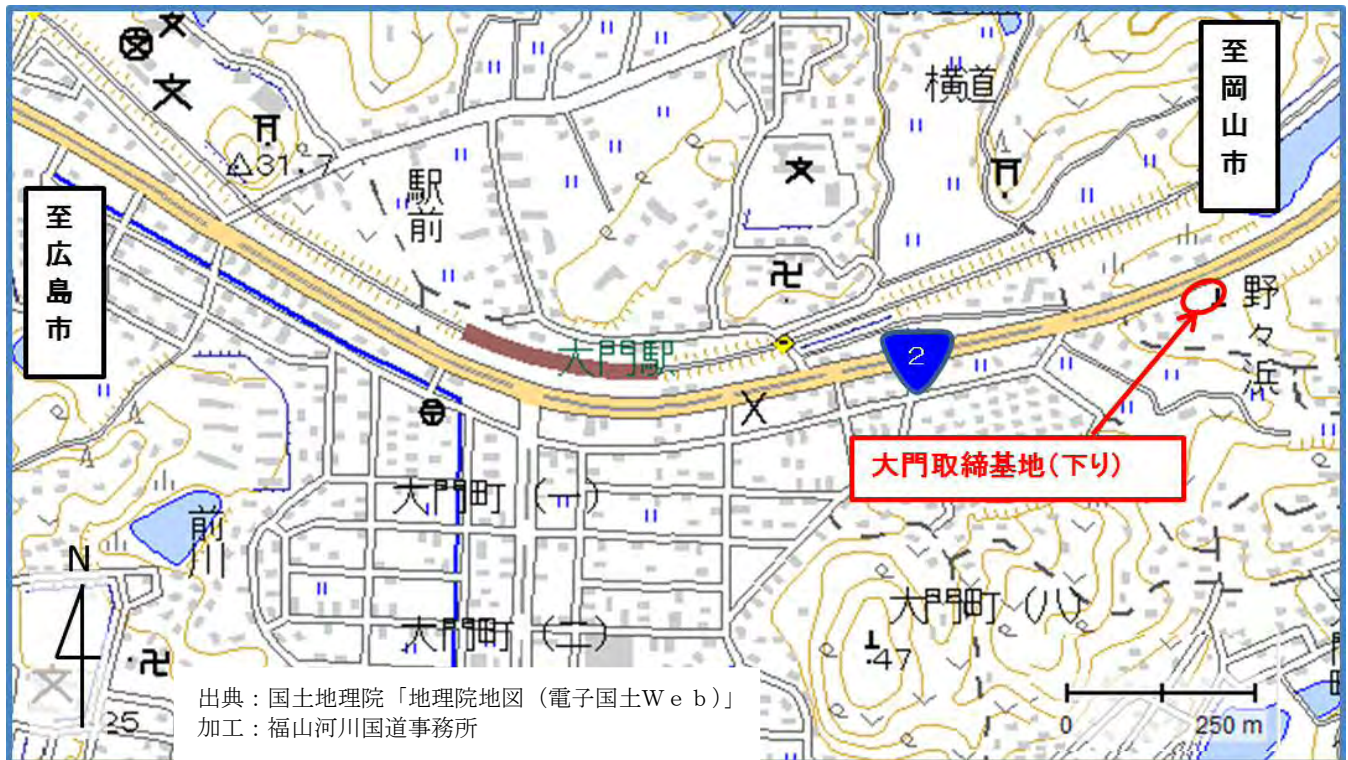 至岡山市
横道
31.7
駅前
至広島市
野々浜
大門駅
2
大門取締基地(下り)
大門町(一)
前川
N
大門町(八)
大門町(二)
47
出典:国土地理院「地理院地図(電子国土Web)」
加工:福山河川国道事務所
25
0
250 m